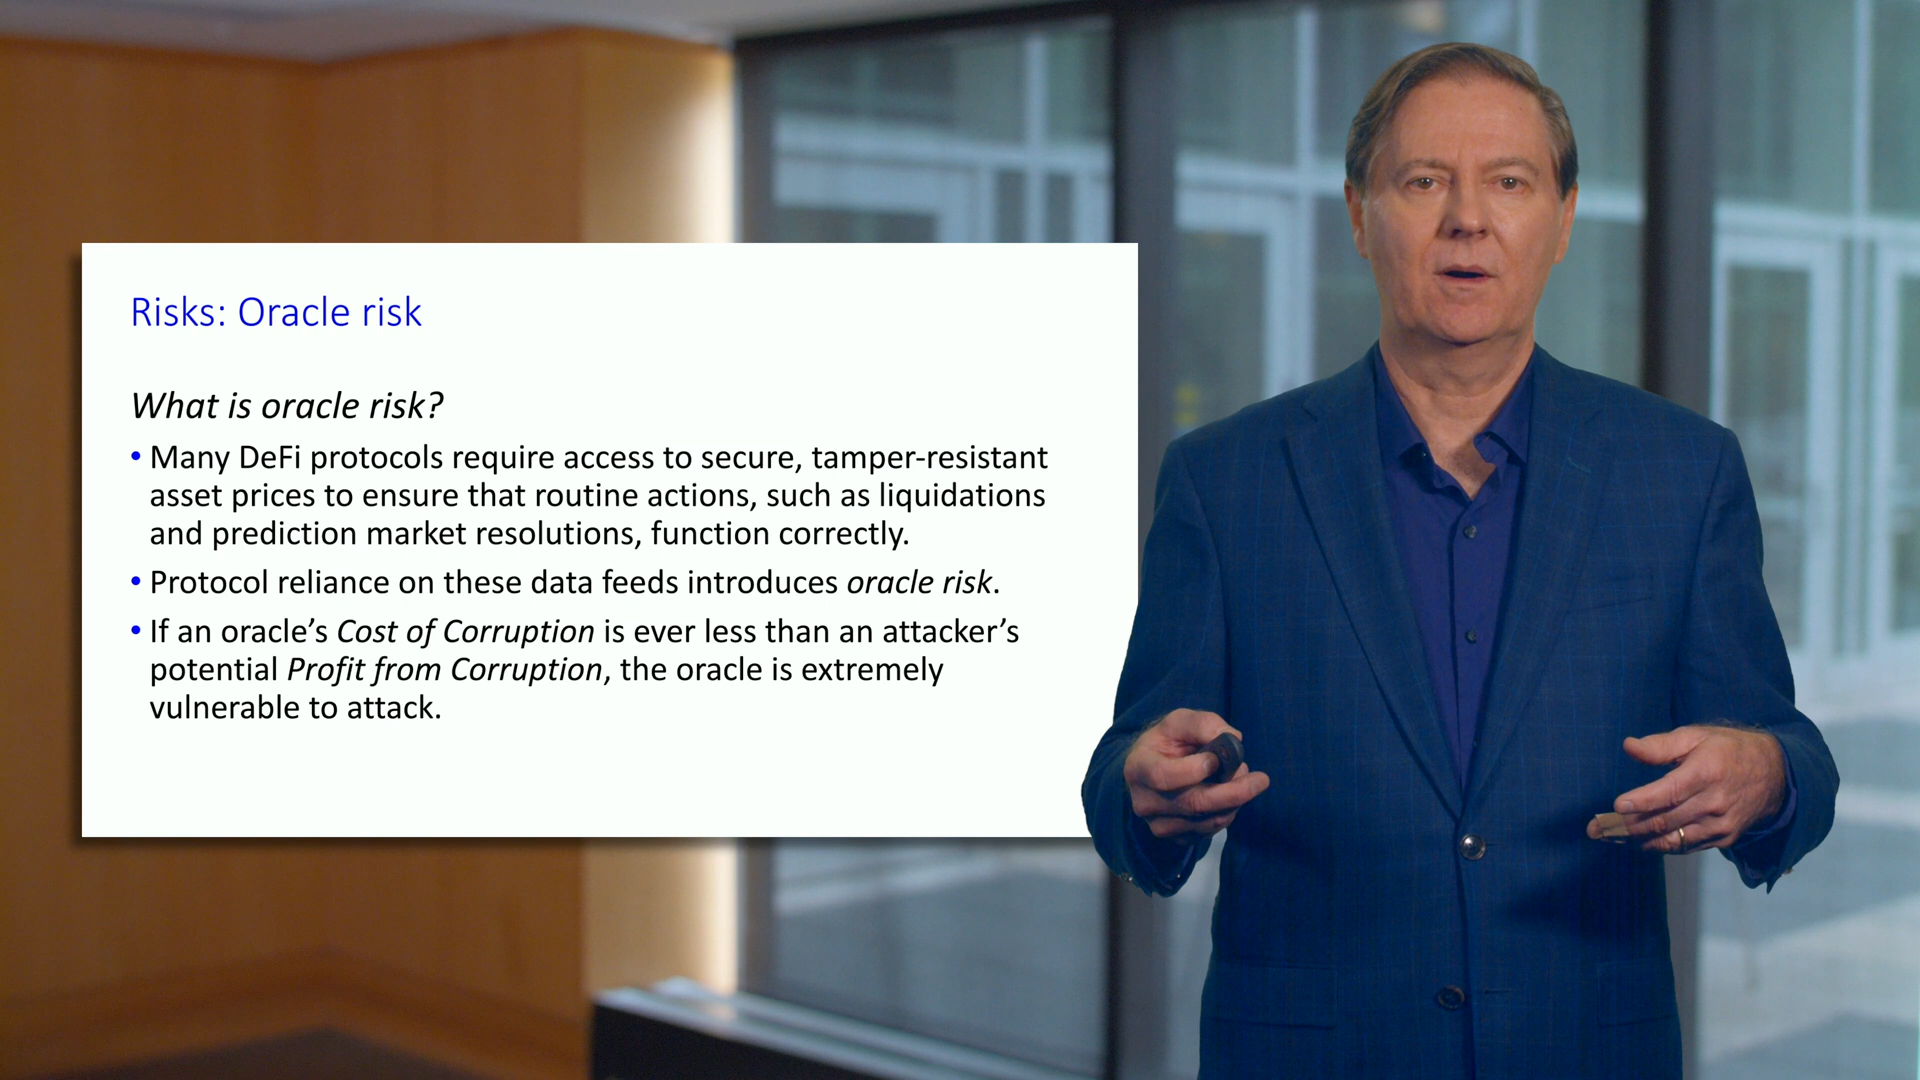 Risks: Oracle risk
What is oracle risk?
• Many DeFi protocols require access to secure, tamper-resistant
asset prices to ensure that routine actions, such as liquidations
and prediction market resolutions, function correctly.
• Protocol reliance on these data feeds introduces oracle risk.
• If an oracle’s Cost of Corruption is ever less than an attacker’s
potential Profit from Corruption, the oracle is extremely
vulnerable to attack.